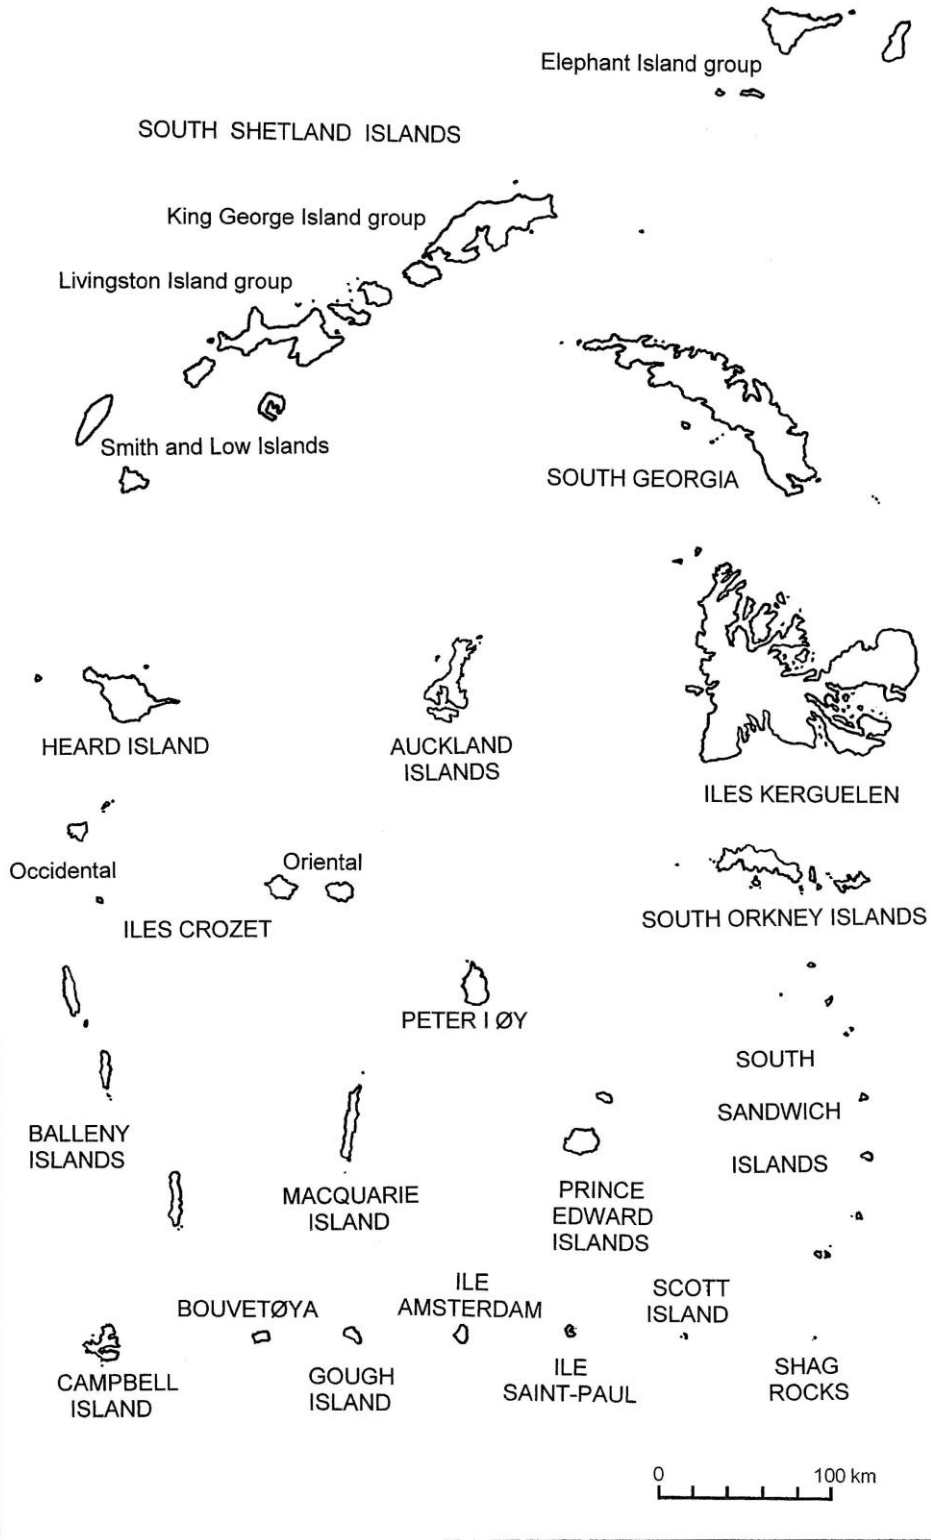 Elephant Island group
SOUTH SHETLAND ISLANDS
King George Island group
Livingston Island group
Smith and Low Islands
SOUTH GEORGIA
HEARD ISLAND
AUCKLAND
ISLANDS
ILES KERGUELEN
Occidental
Oriental
ILES CROZET
SOUTH ORKNEY ISLANDS
PETER I ØY
SOUTH
SANDWICH
ISLANDS
BALLENY
ISLANDS
MACQUARIE
ISLAND
PRINCE
EDWARD
ISLANDS
BOUVETØYA
ILE
AMSTERDAM
SCOTT
ISLAND
CAMPBELL
ISLAND
GOUGH
ISLAND
ILE
SAINT-PAUL
SHAG
ROCKS
0 100 km